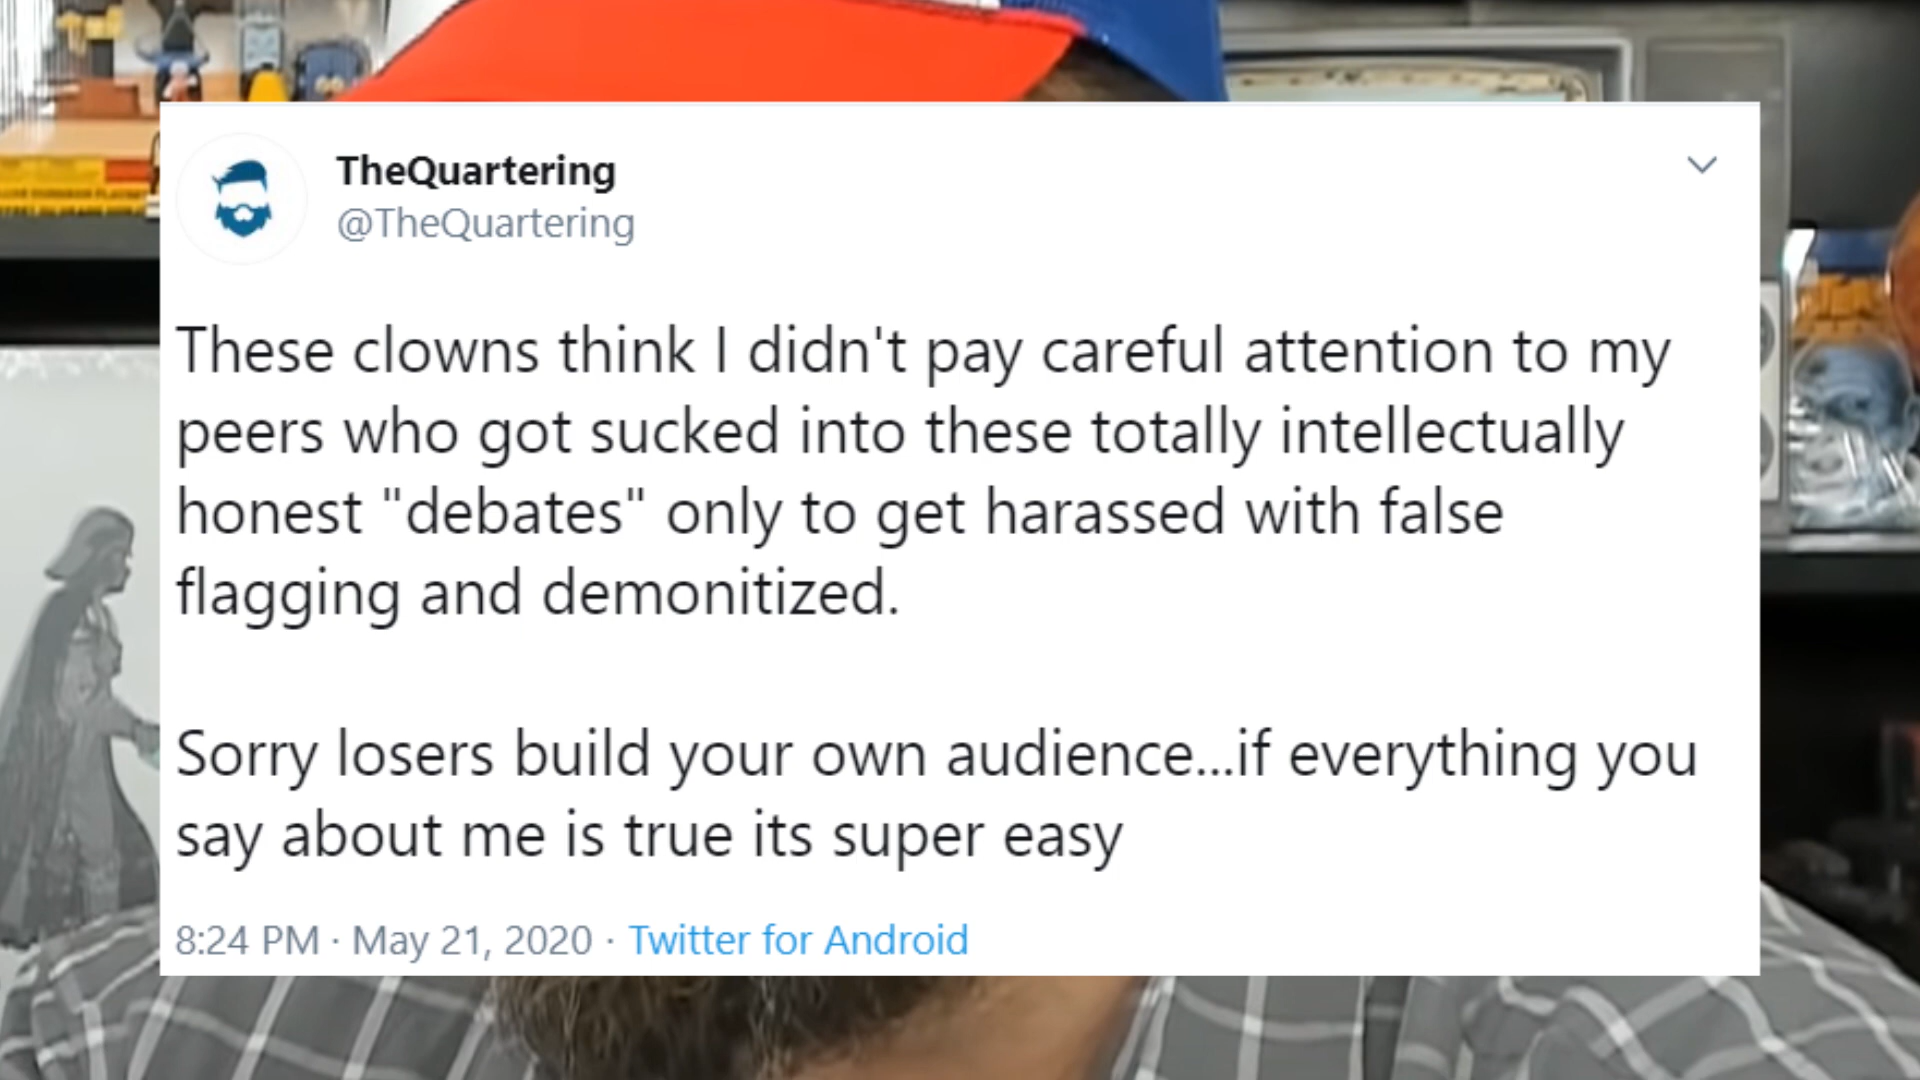 TheQuartering
@TheQuartering
These clowns think I didn't pay careful attention to my
peers who got sucked into these totally intellectually
honest "debates" only to get harassed with false
flagging and demonitized.
Sorry losers build your own audience...if everything you
say about me is true its super easy
8:24 PM · May 21, 2020 · Twitter for Android